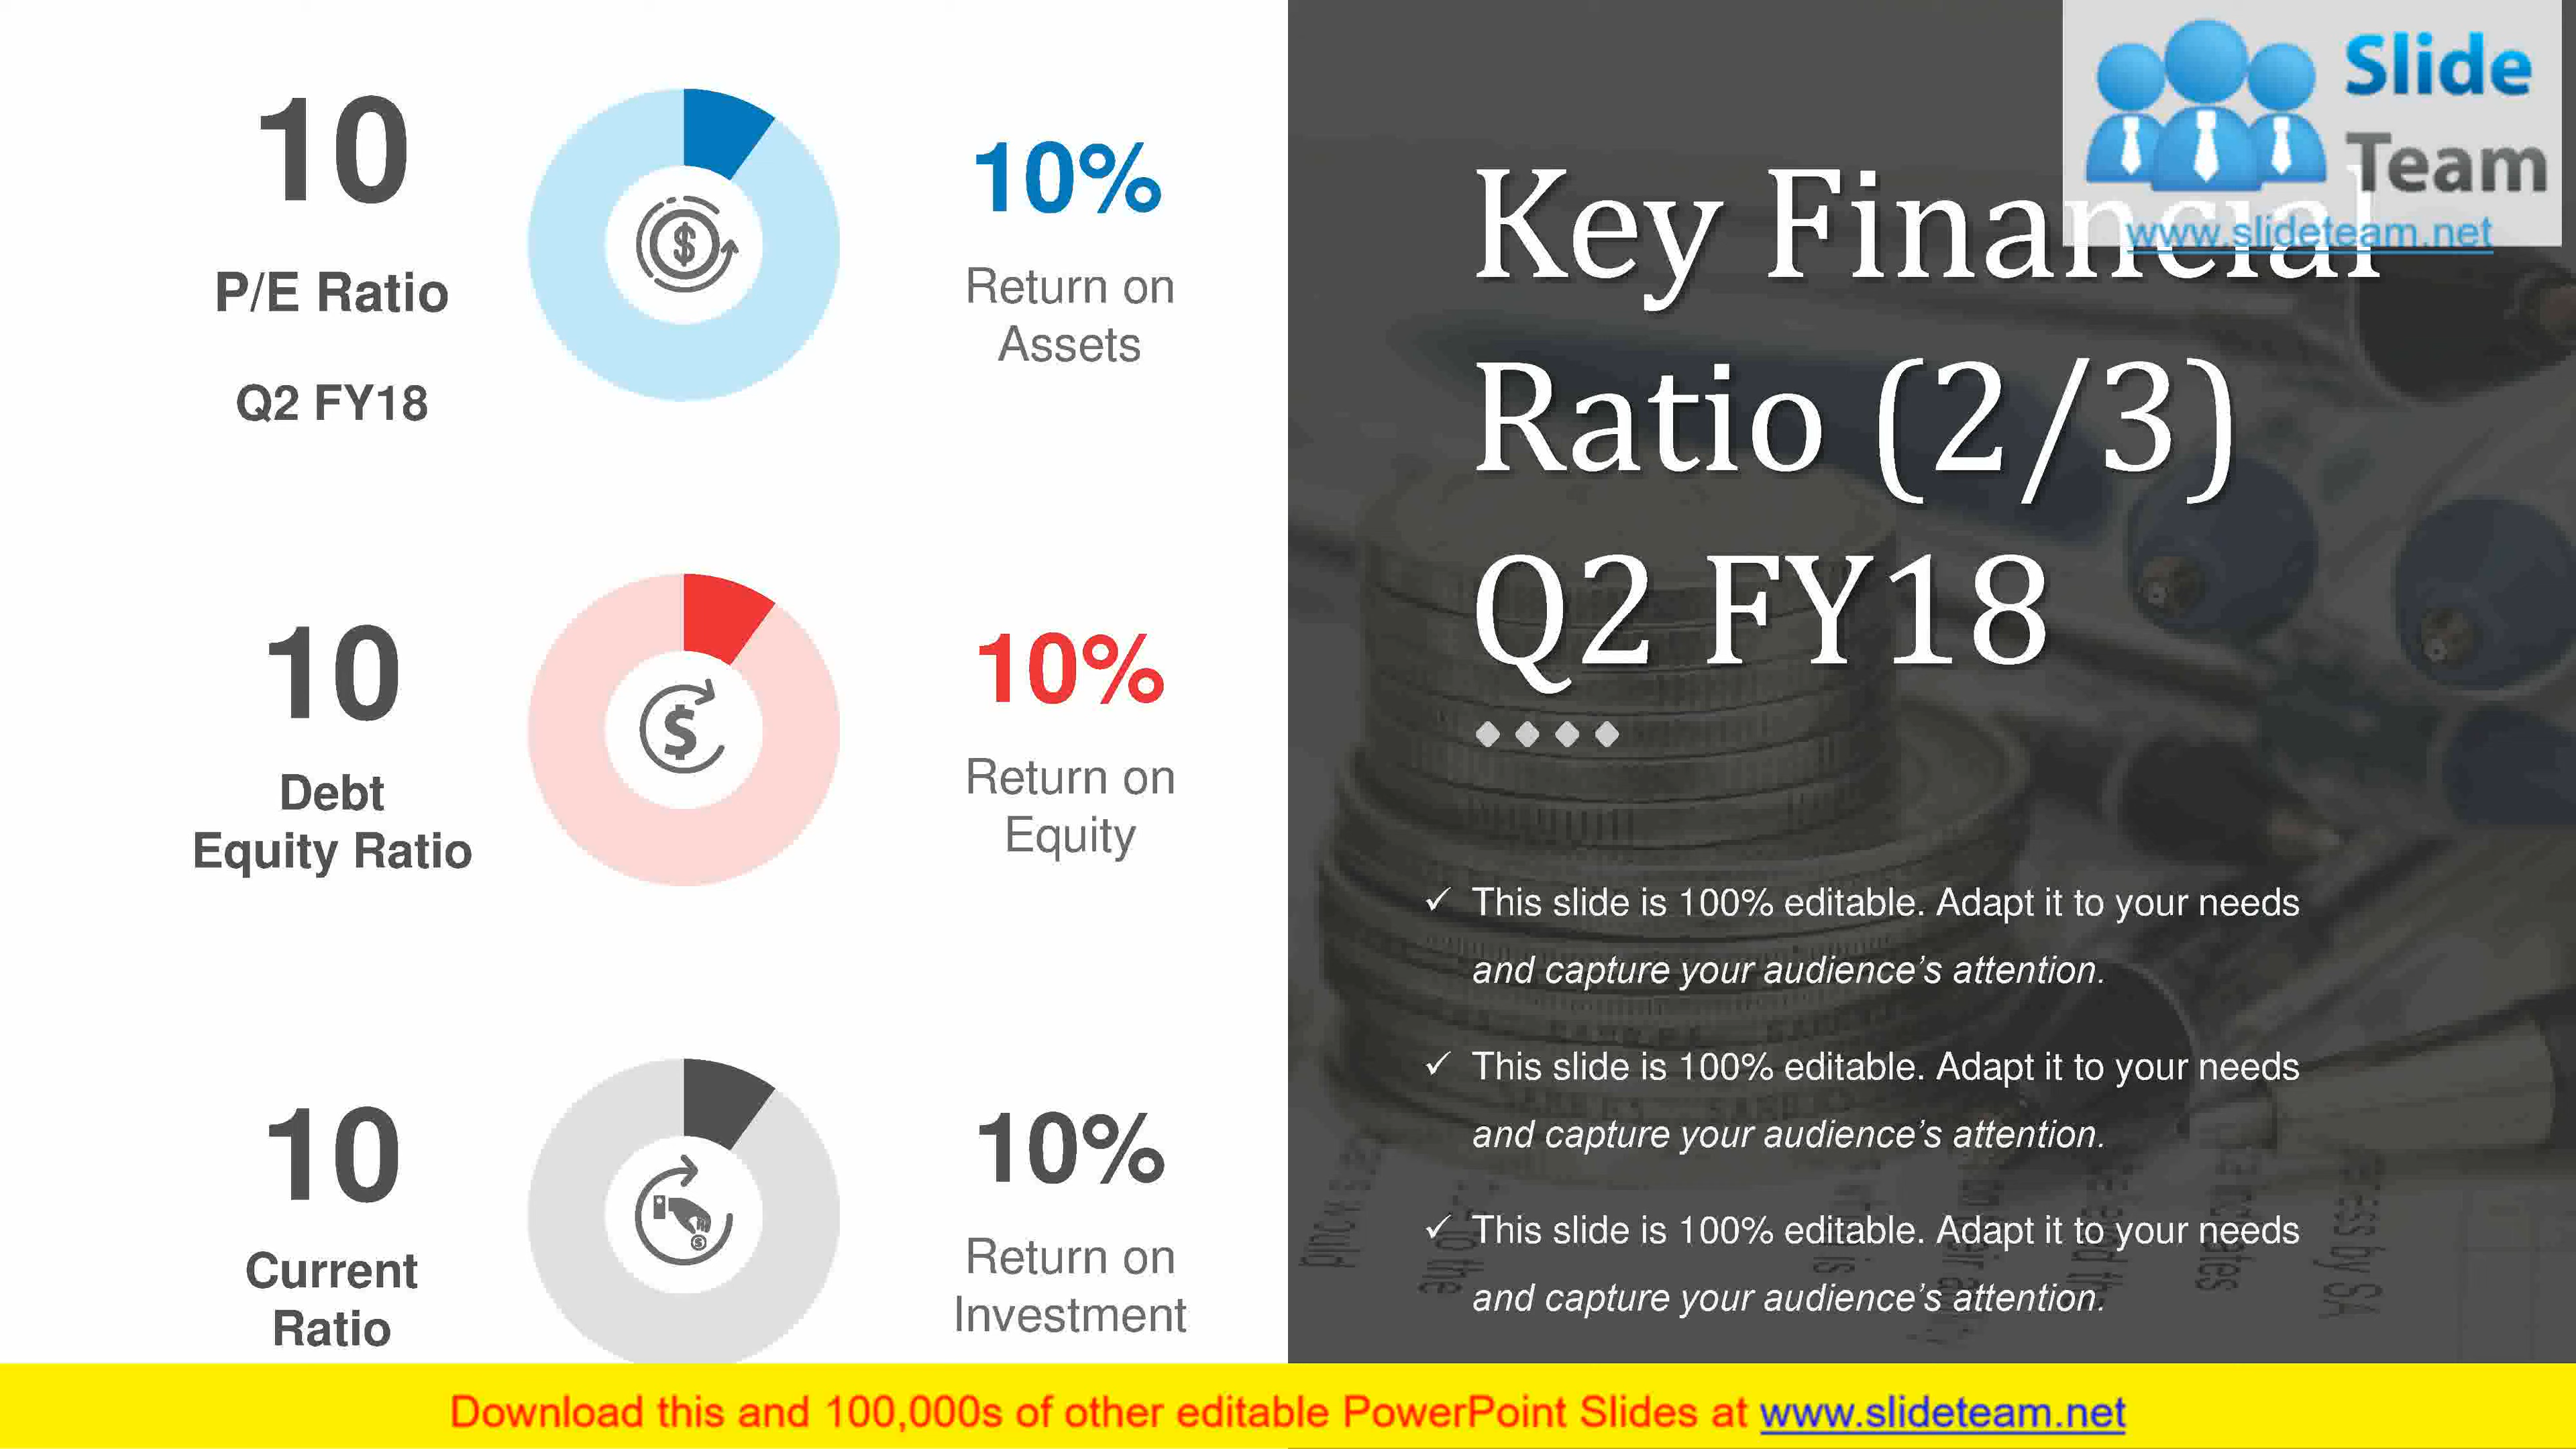 10
P/E Ratio
Q2 FY18
10%
Return on
Assets
10
Debt
Equity Ratio
10%
Return on
Equity
10
Current
Ratio
10%
Return on
Investment
Slide
Team
www.slideteam.net
Key Financial
Ratio (2/3)
Q2 FY18
✓ This slide is 100% editable. Adapt it to your needs
and capture your audience’s attention.
✓ This slide is 100% editable. Adapt it to your needs
and capture your audience’s attention.
✓ This slide is 100% editable. Adapt it to your needs
and capture your audience’s attention.
Download this and 100,000s of other editable PowerPoint Slides at www.slideteam.net